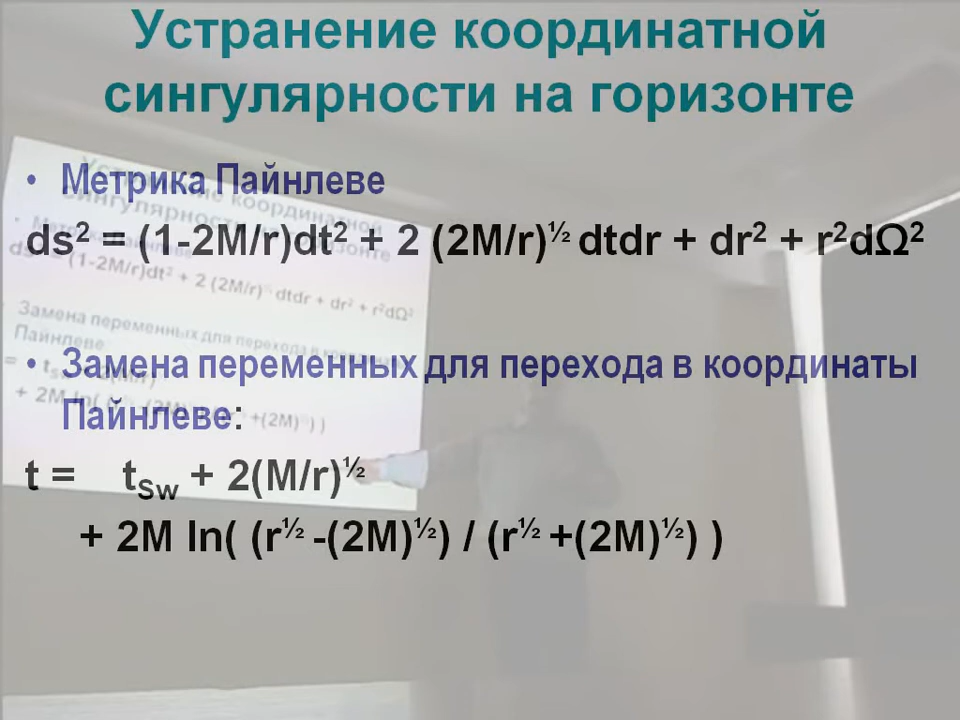 Устранение координатной
сингулярности на горизонте
• Метрика Пайнлеве
ds² = (1-2M/r)dt² + 2 (2M/r)^½ dtdr + dr² + r²dΩ²
• Замена переменных для перехода в координаты
Пайнлеве:
t = t_Sw + 2(M/r)^½
+ 2M ln( (r^½ -(2M)^½) / (r^½ +(2M)^½) )